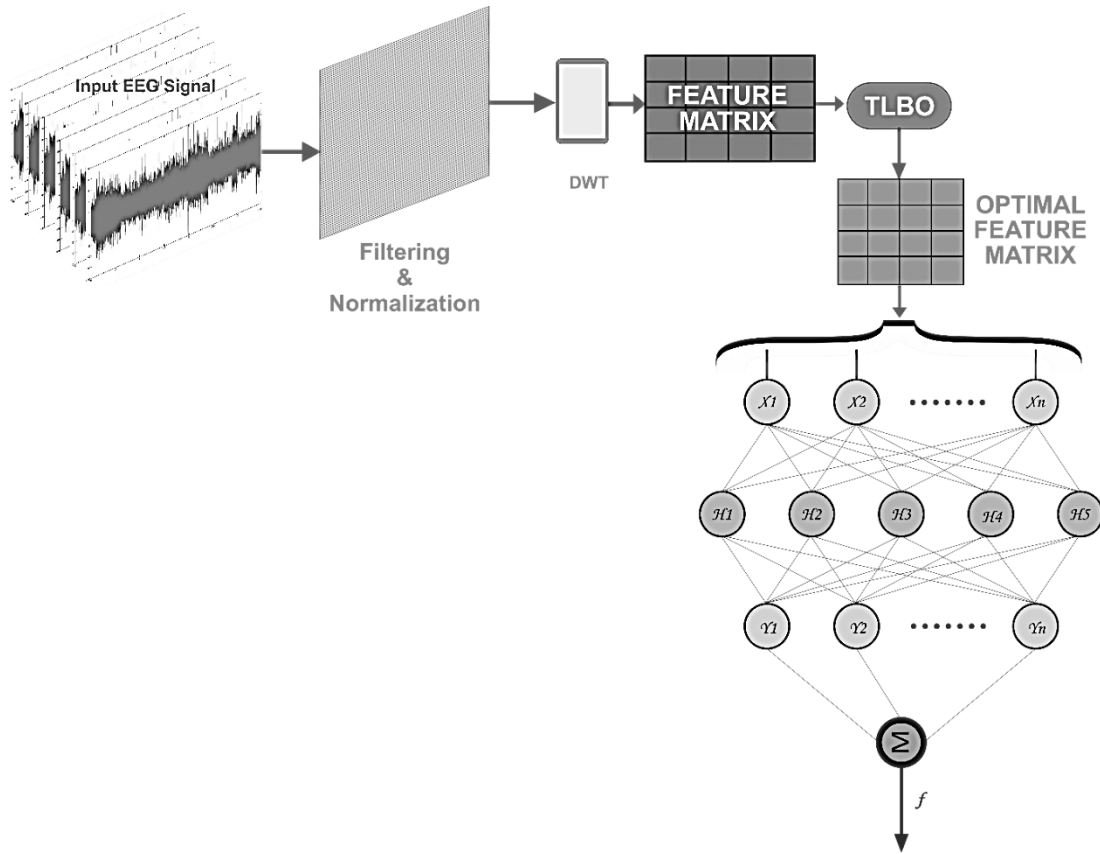 Input EEG Signal
Filtering
&
Normalization
DWT
FEATURE
MATRIX
TLBO
OPTIMAL
FEATURE
MATRIX
X1 X2 ....... Xn
H1 H2 H3 H4 H5
Y1 Y2 ....... Yn
Σ
f